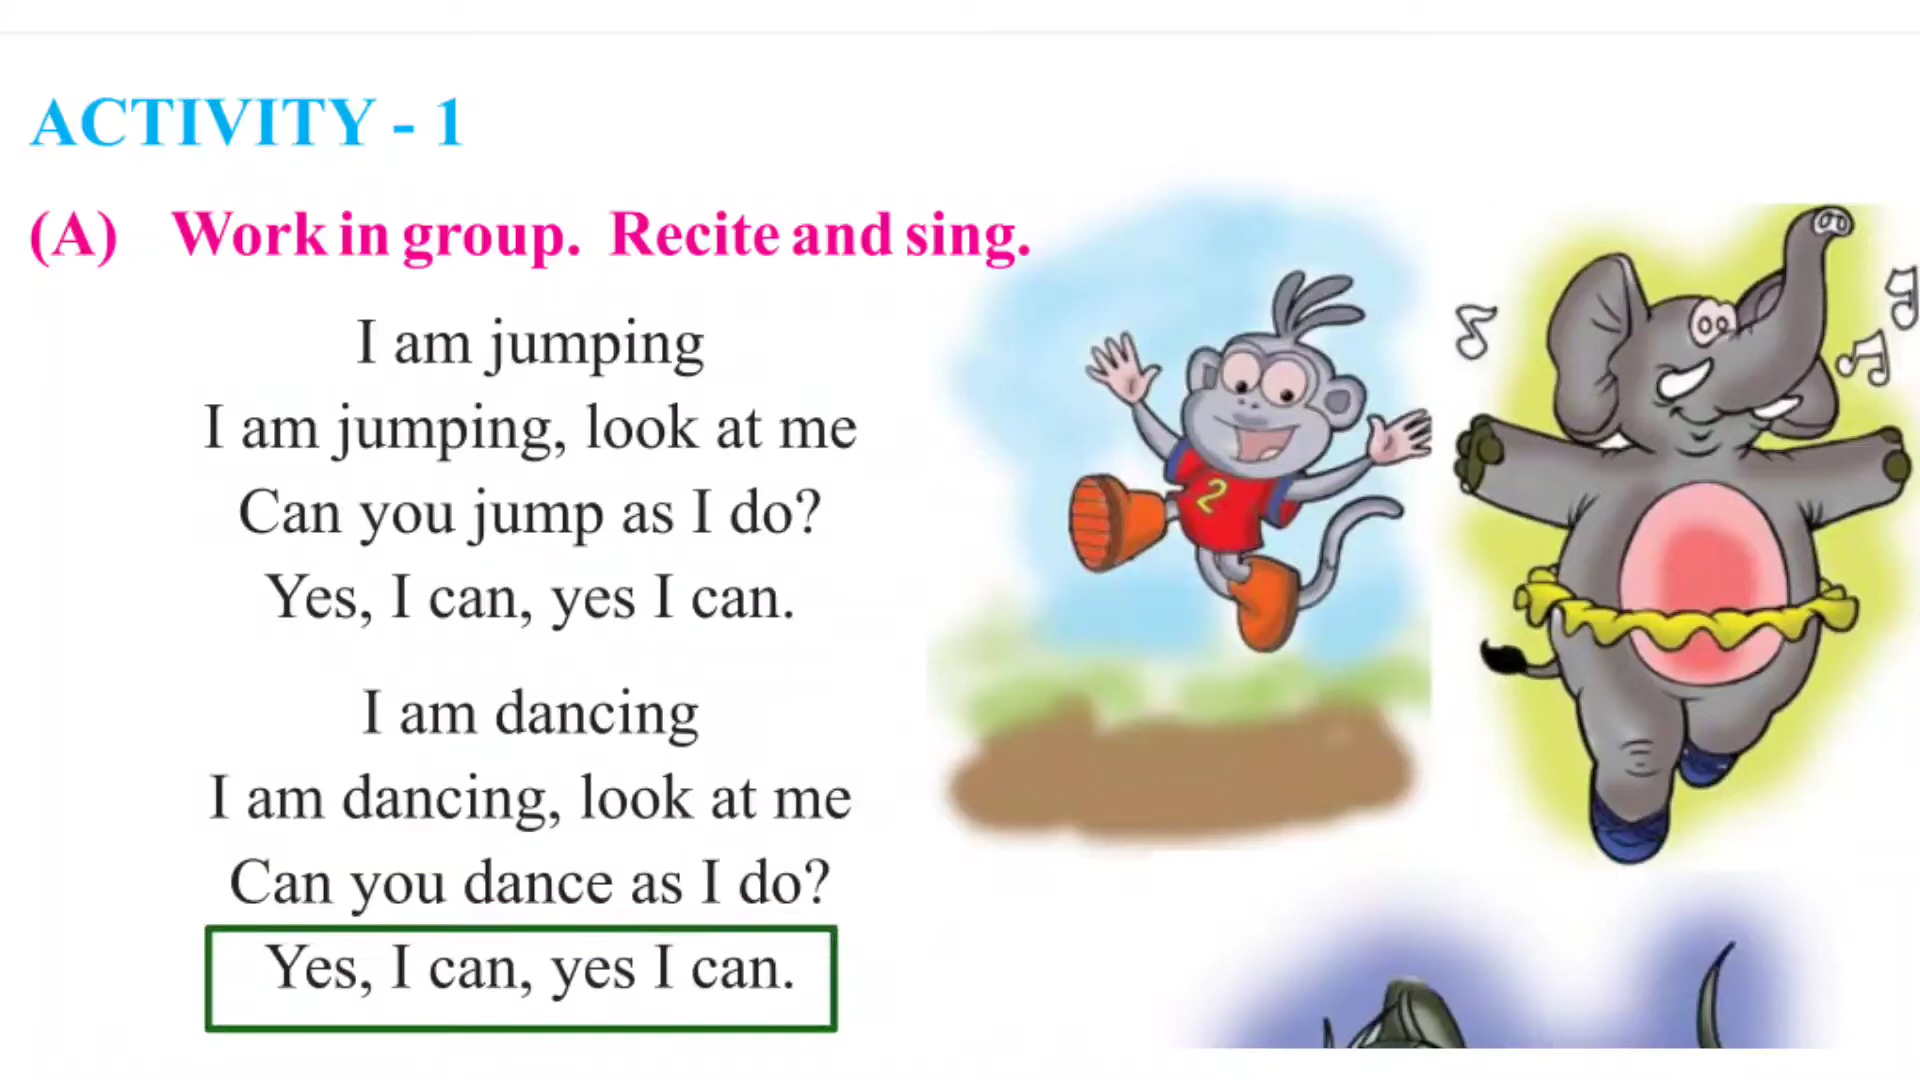 ACTIVITY - 1
(A) Work in group. Recite and sing.
I am jumping
I am jumping, look at me
Can you jump as I do?
Yes, I can, yes I can.
I am dancing
I am dancing, look at me
Can you dance as I do?
Yes, I can, yes I can.
2